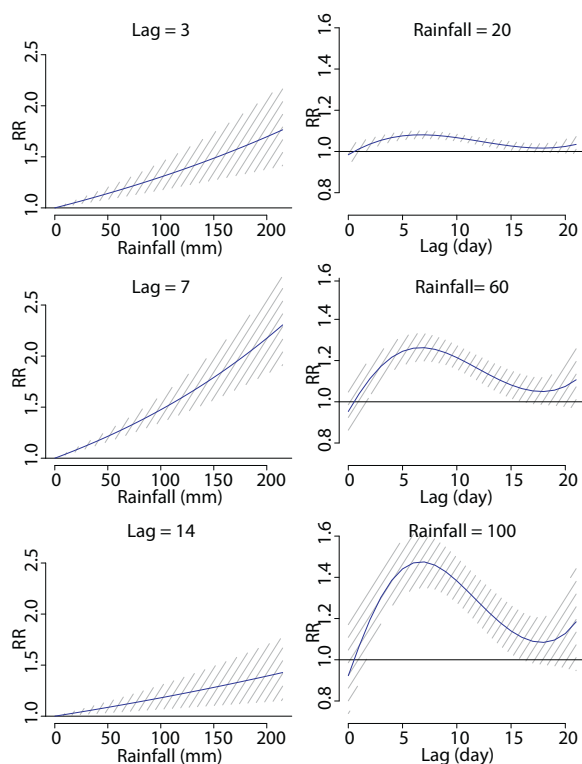 Lag = 3
RR
1.0 1.5 2.0 2.5
0 50 100 150 200
Rainfall (mm)
Rainfall = 20
RR
0.8 1.0 1.2 1.4 1.6
0 5 10 15 20
Lag (day)
Lag = 7
RR
1.0 1.5 2.0 2.5
0 50 100 150 200
Rainfall (mm)
Rainfall= 60
RR
0.8 1.0 1.2 1.4 1.6
0 5 10 15 20
Lag (day)
Lag = 14
RR
1.0 1.5 2.0 2.5
0 50 100 150 200
Rainfall (mm)
Rainfall = 100
RR
0.8 1.0 1.2 1.4 1.6
0 5 10 15 20
Lag (day)